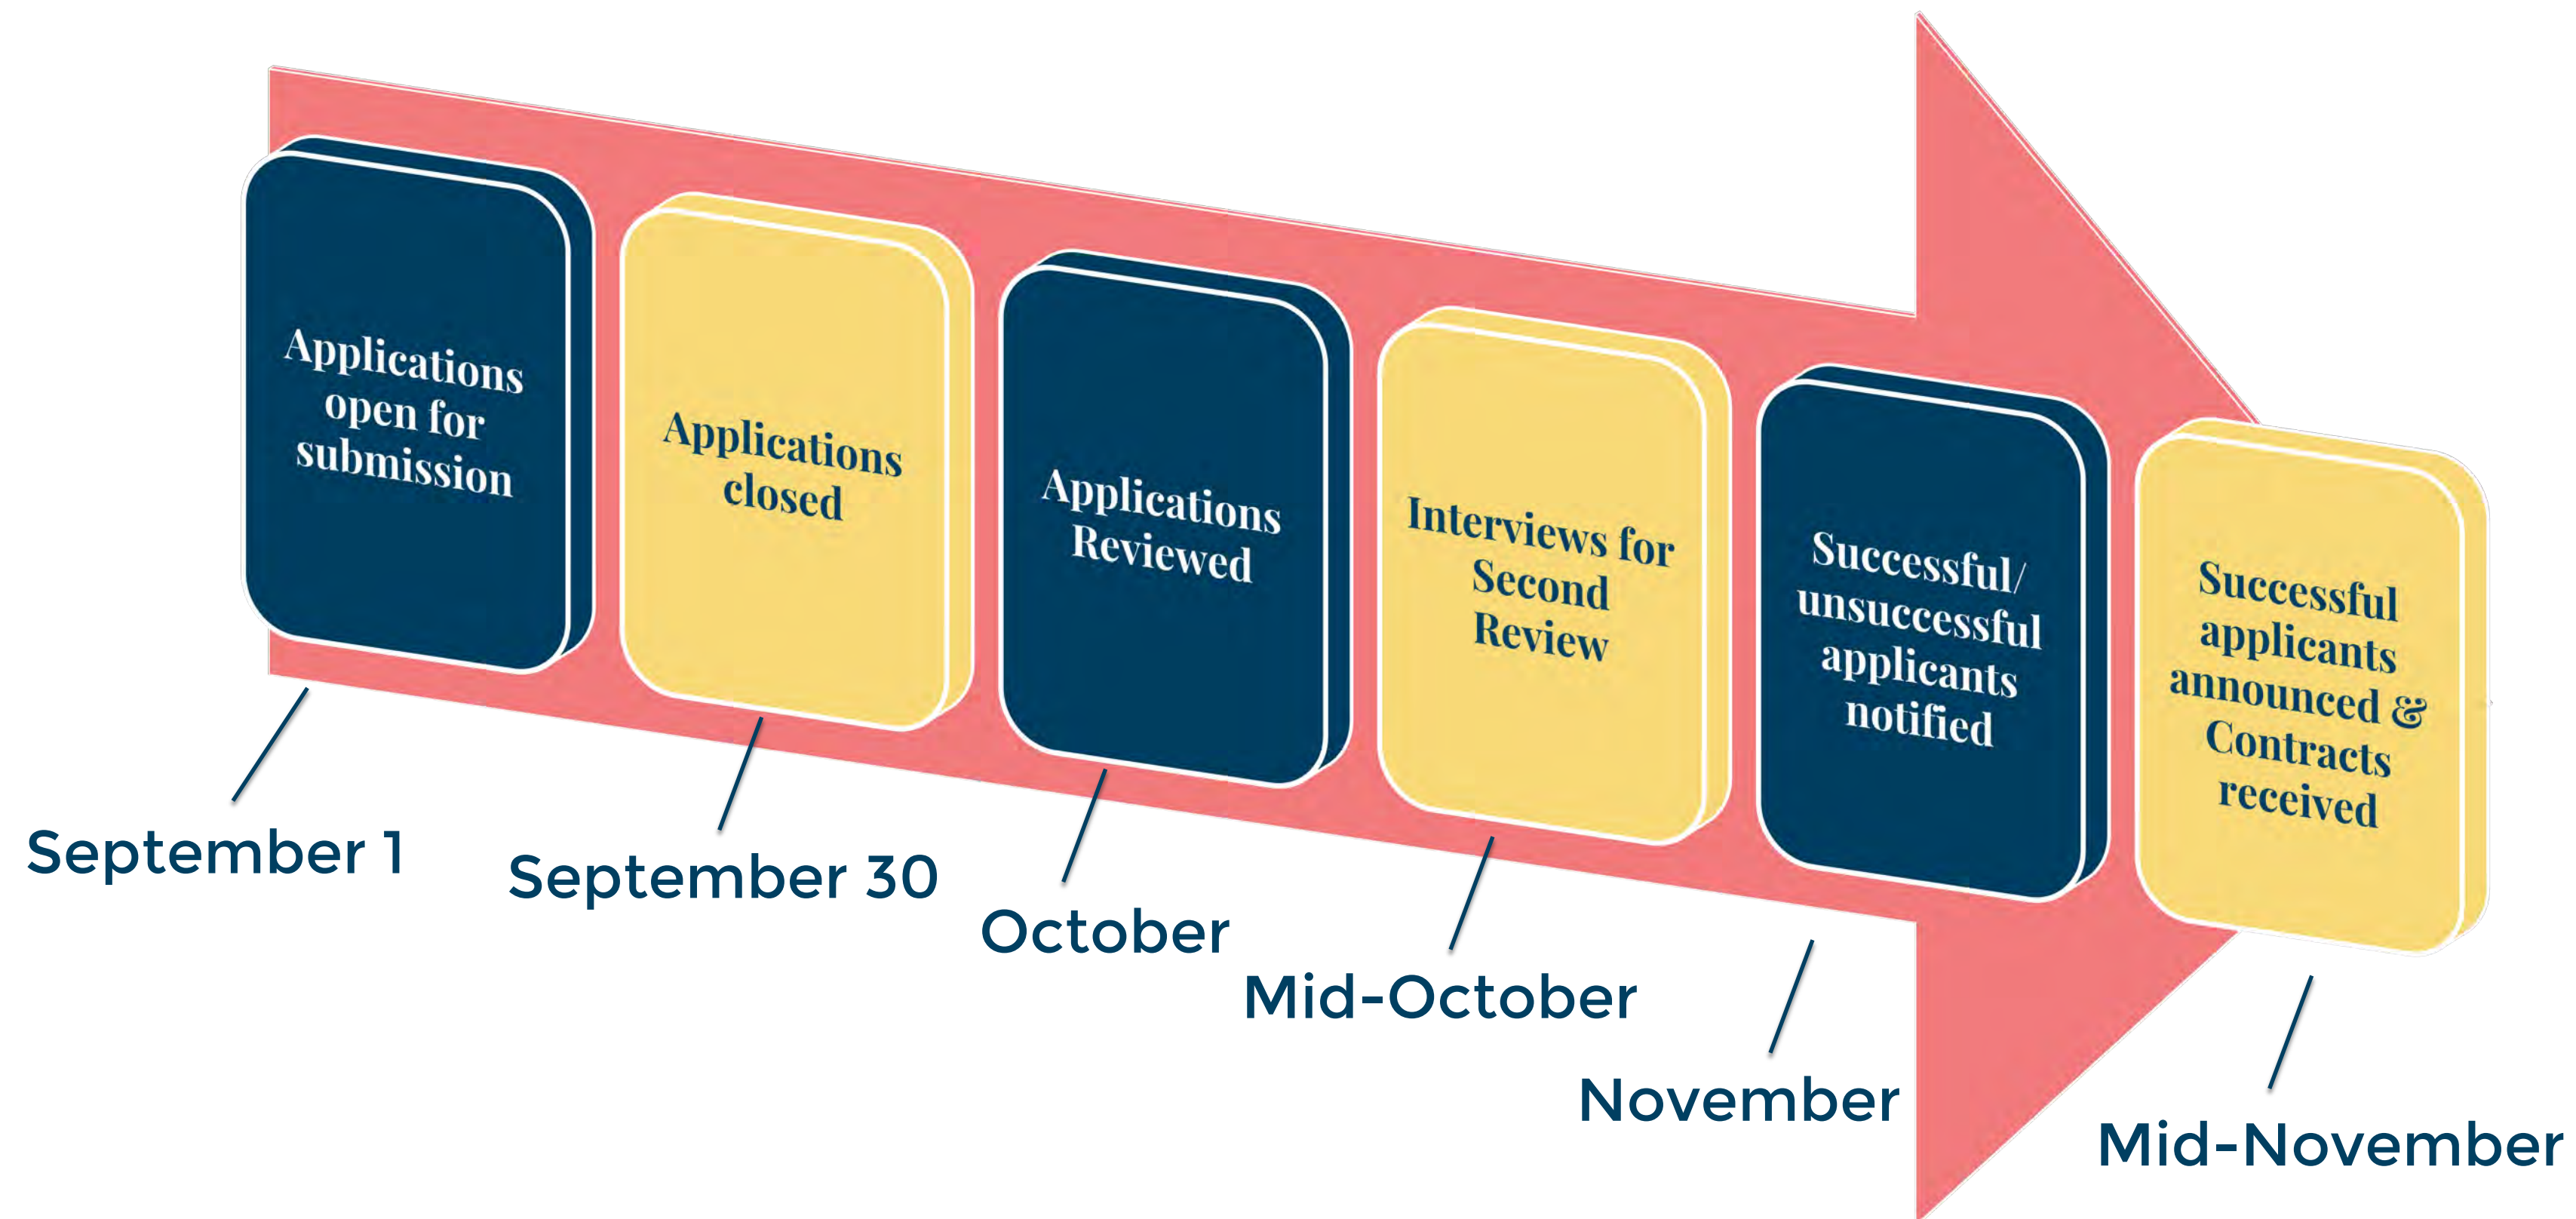 Applications
open for
submission
Applications
closed
Applications
Reviewed
Interviews for
Second
Review
Successful/
unsuccessful
applicants
notified
Successful
applicants
announced &
Contracts
received
September 1
September 30
October
Mid-October
November
Mid-November